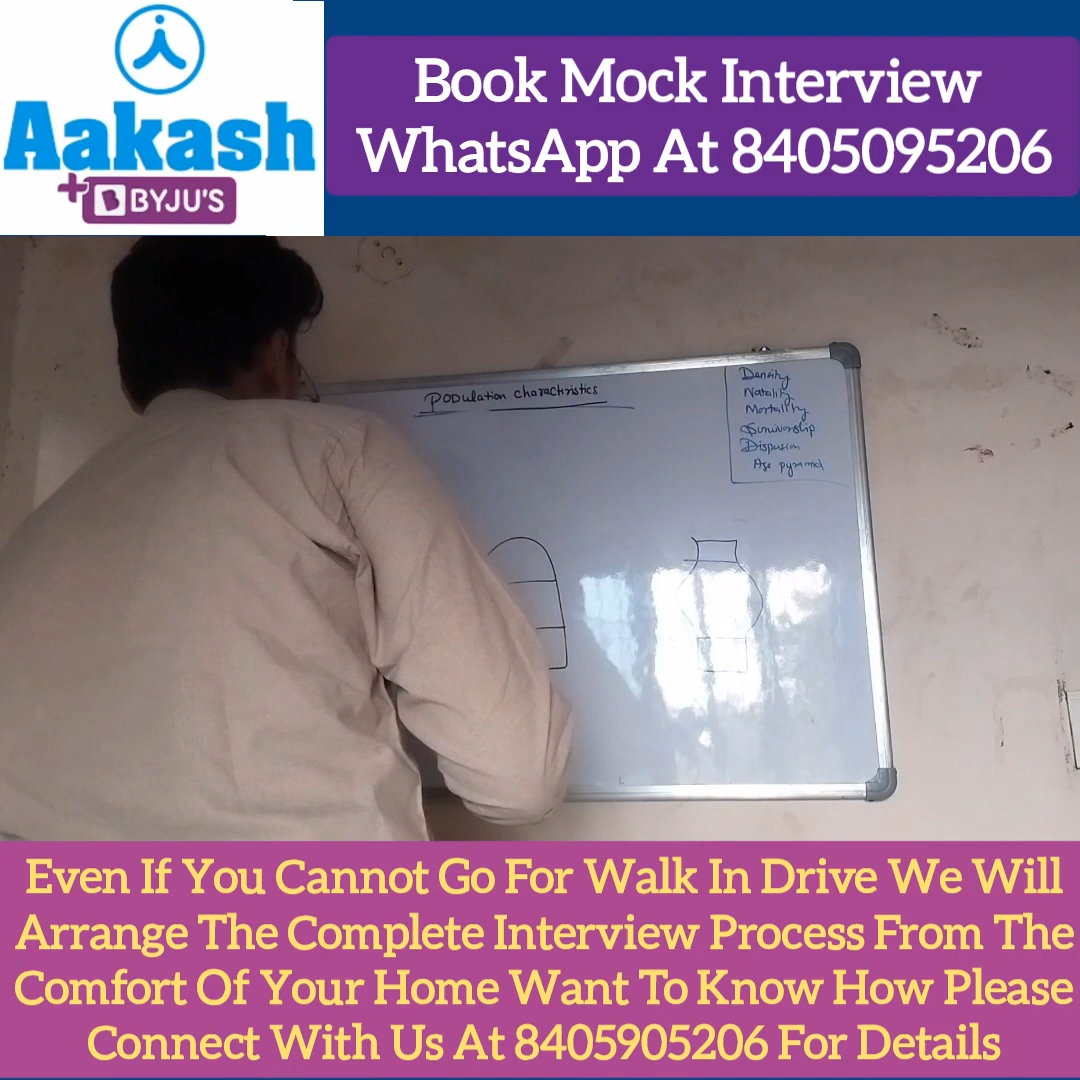 Aakash
+ BYJU'S
Book Mock Interview
WhatsApp At 8405095206
Population charactristics
Density
Natality
Mortality
Survivorship
Dispersion
Age pyramid
Even If You Cannot Go For Walk In Drive We Will
Arrange The Complete Interview Process From The
Comfort Of Your Home Want To Know How Please
Connect With Us At 8405905206 For Details